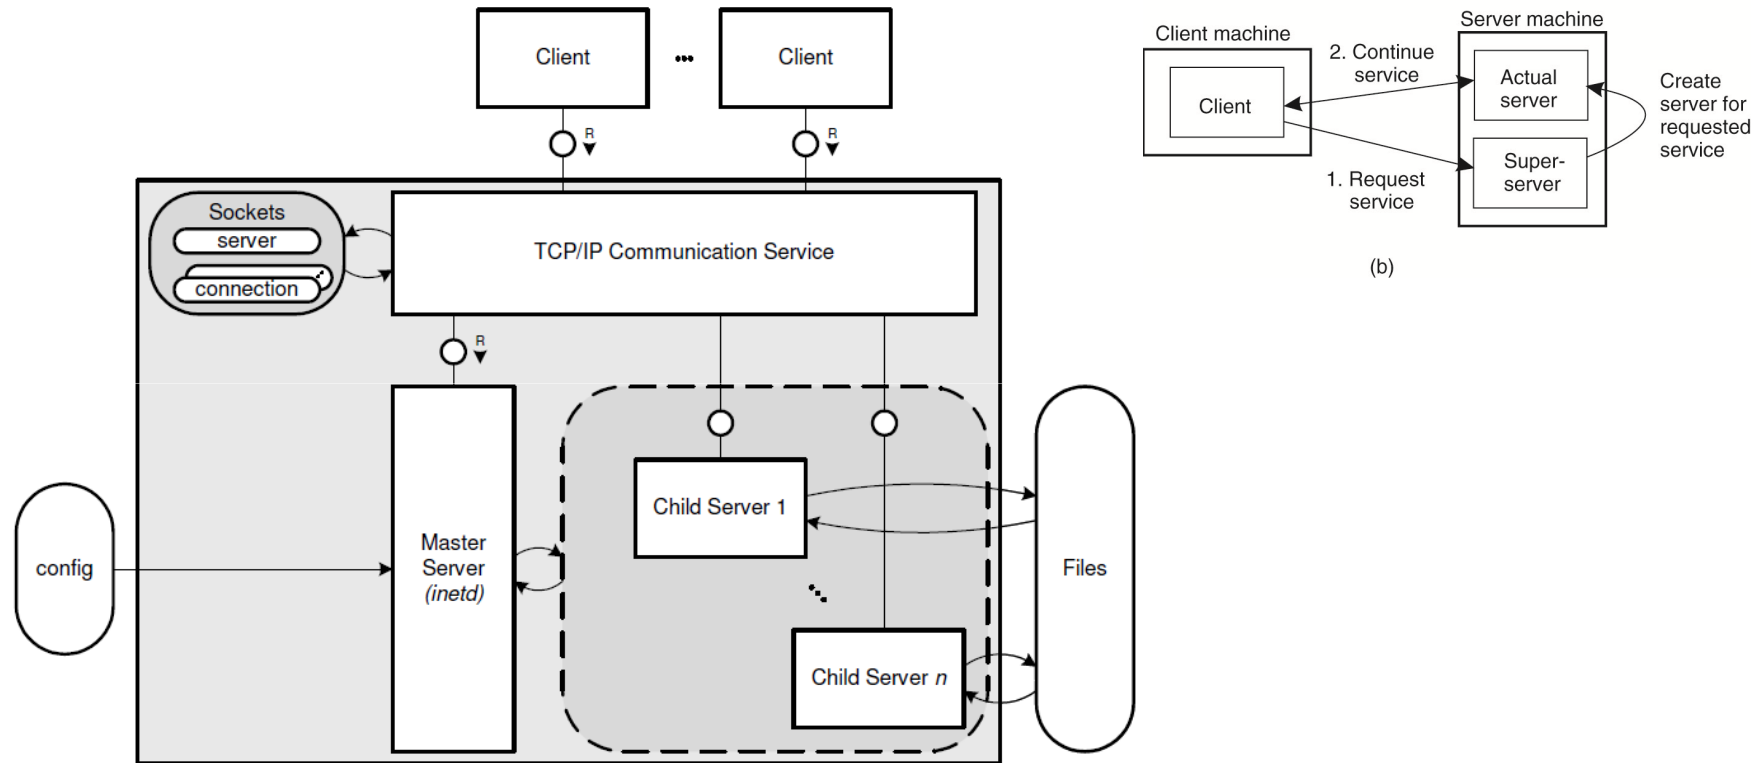 Client
...
Client
R
R
Sockets
server
connection
TCP/IP Communication Service
R
config
Master
Server
(inetd)
Child Server 1
Child Server n
Files
Client machine
Client
2. Continue
service
1. Request
service
Server machine
Actual
server
Super-
server
Create
server for
requested
service
(b)